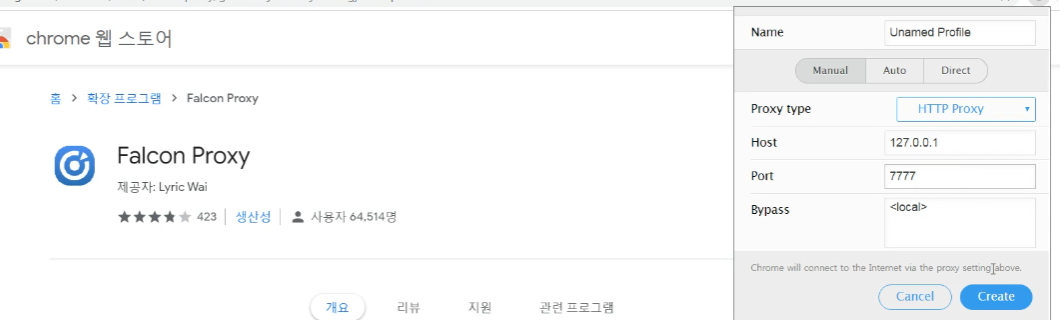 chrome 웹 스토어
홈 > 확장 프로그램 > Falcon Proxy
Falcon Proxy
제공자: Lyric Wai
423 생산성 사용자 64,514명
개요 리뷰 지원 관련 프로그램
Name Unamed Profile
Manual Auto Direct
Proxy type HTTP Proxy
Host 127.0.0.1
Port 7777
Bypass <local>
Chrome will connect to the Internet via the proxy setting above.
Cancel Create